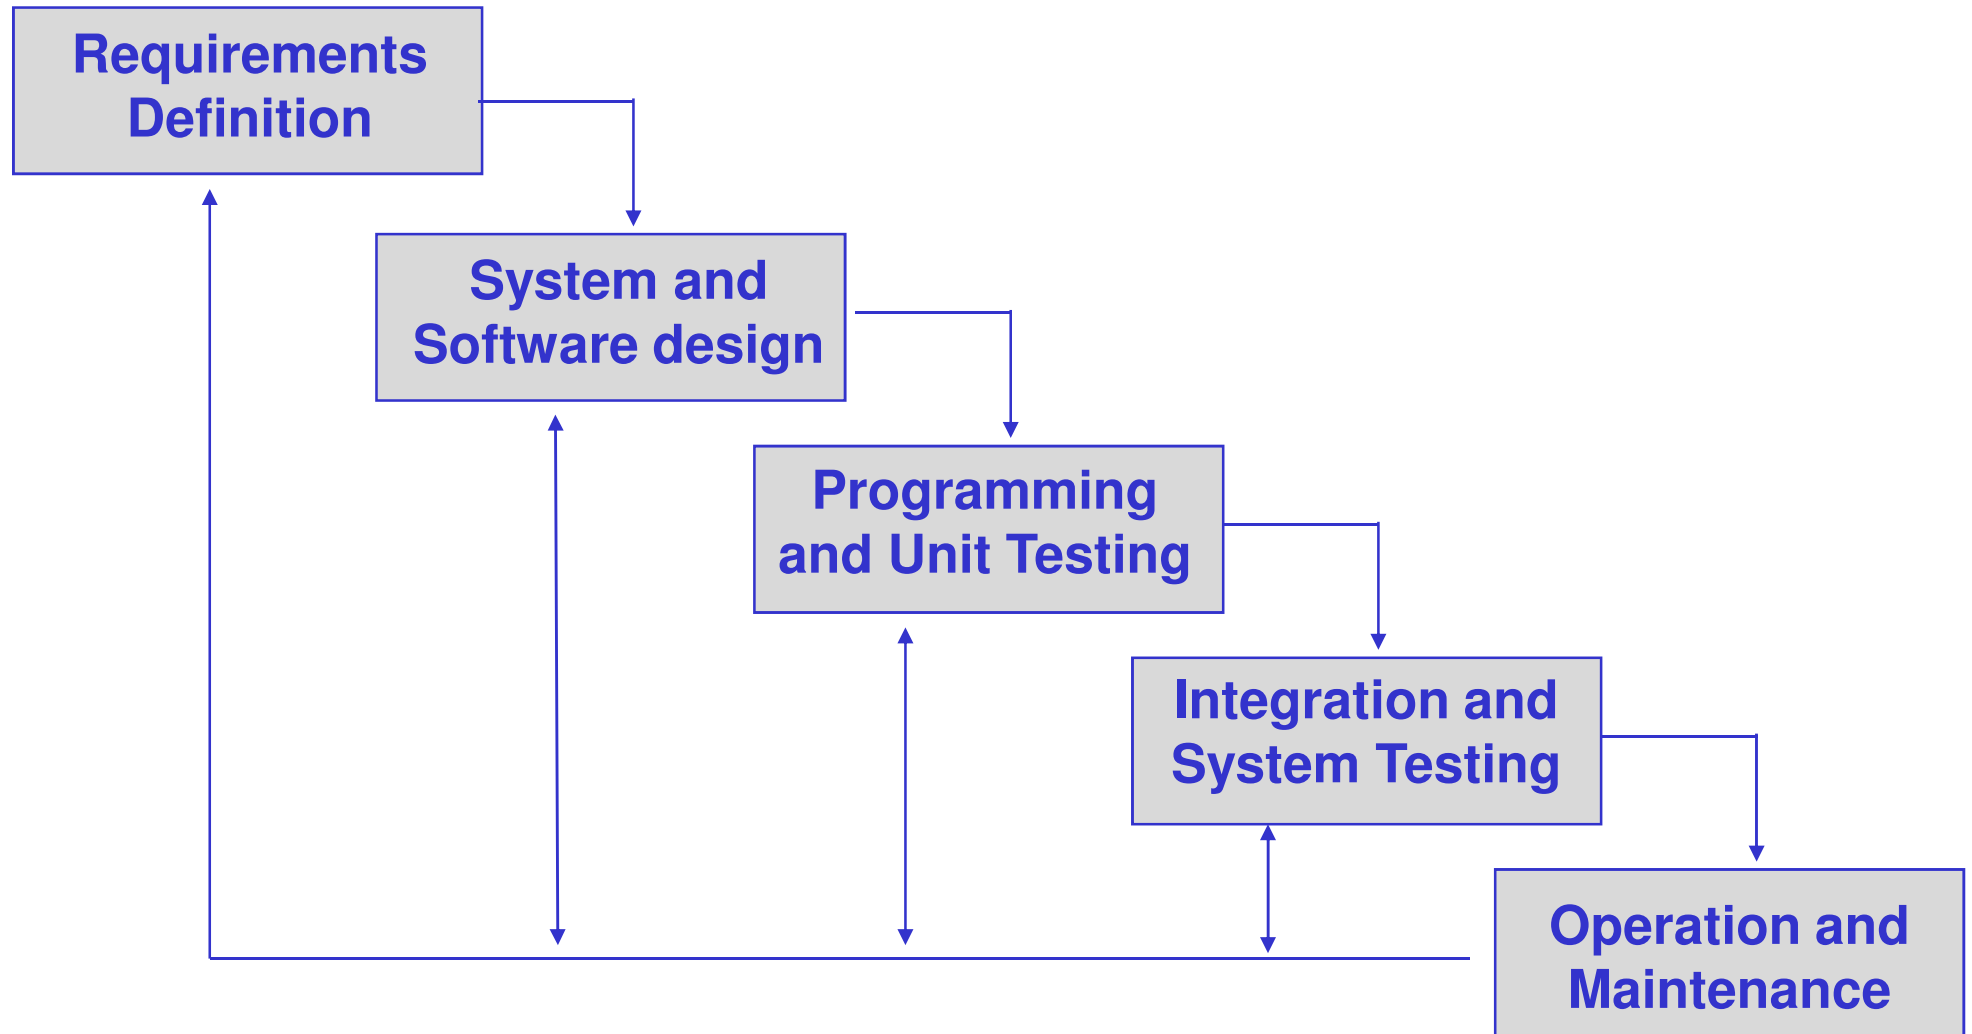 Requirements
Definition
System and
Software design
Programming
and Unit Testing
Integration and
System Testing
Operation and
Maintenance